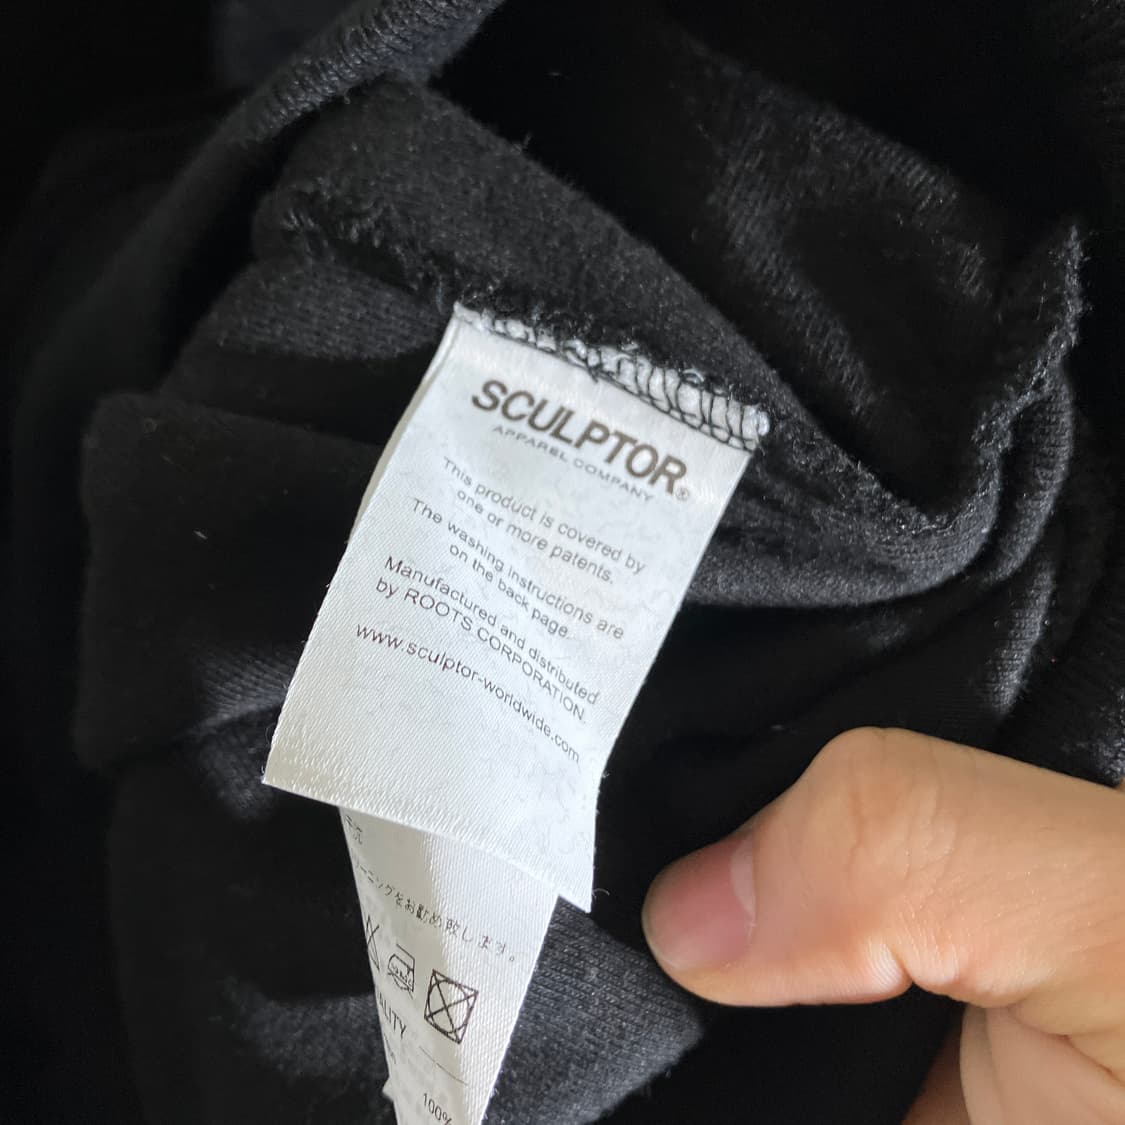 SCULPTOR®
APPAREL COMPANY
This product is covered by
one or more patents.
The washing instructions are
on the back page.
Manufactured and distributed
by ROOTS CORPORATION.
www.sculptor-worldwide.com
ーニングをお勧め致します。
ALITY
100%